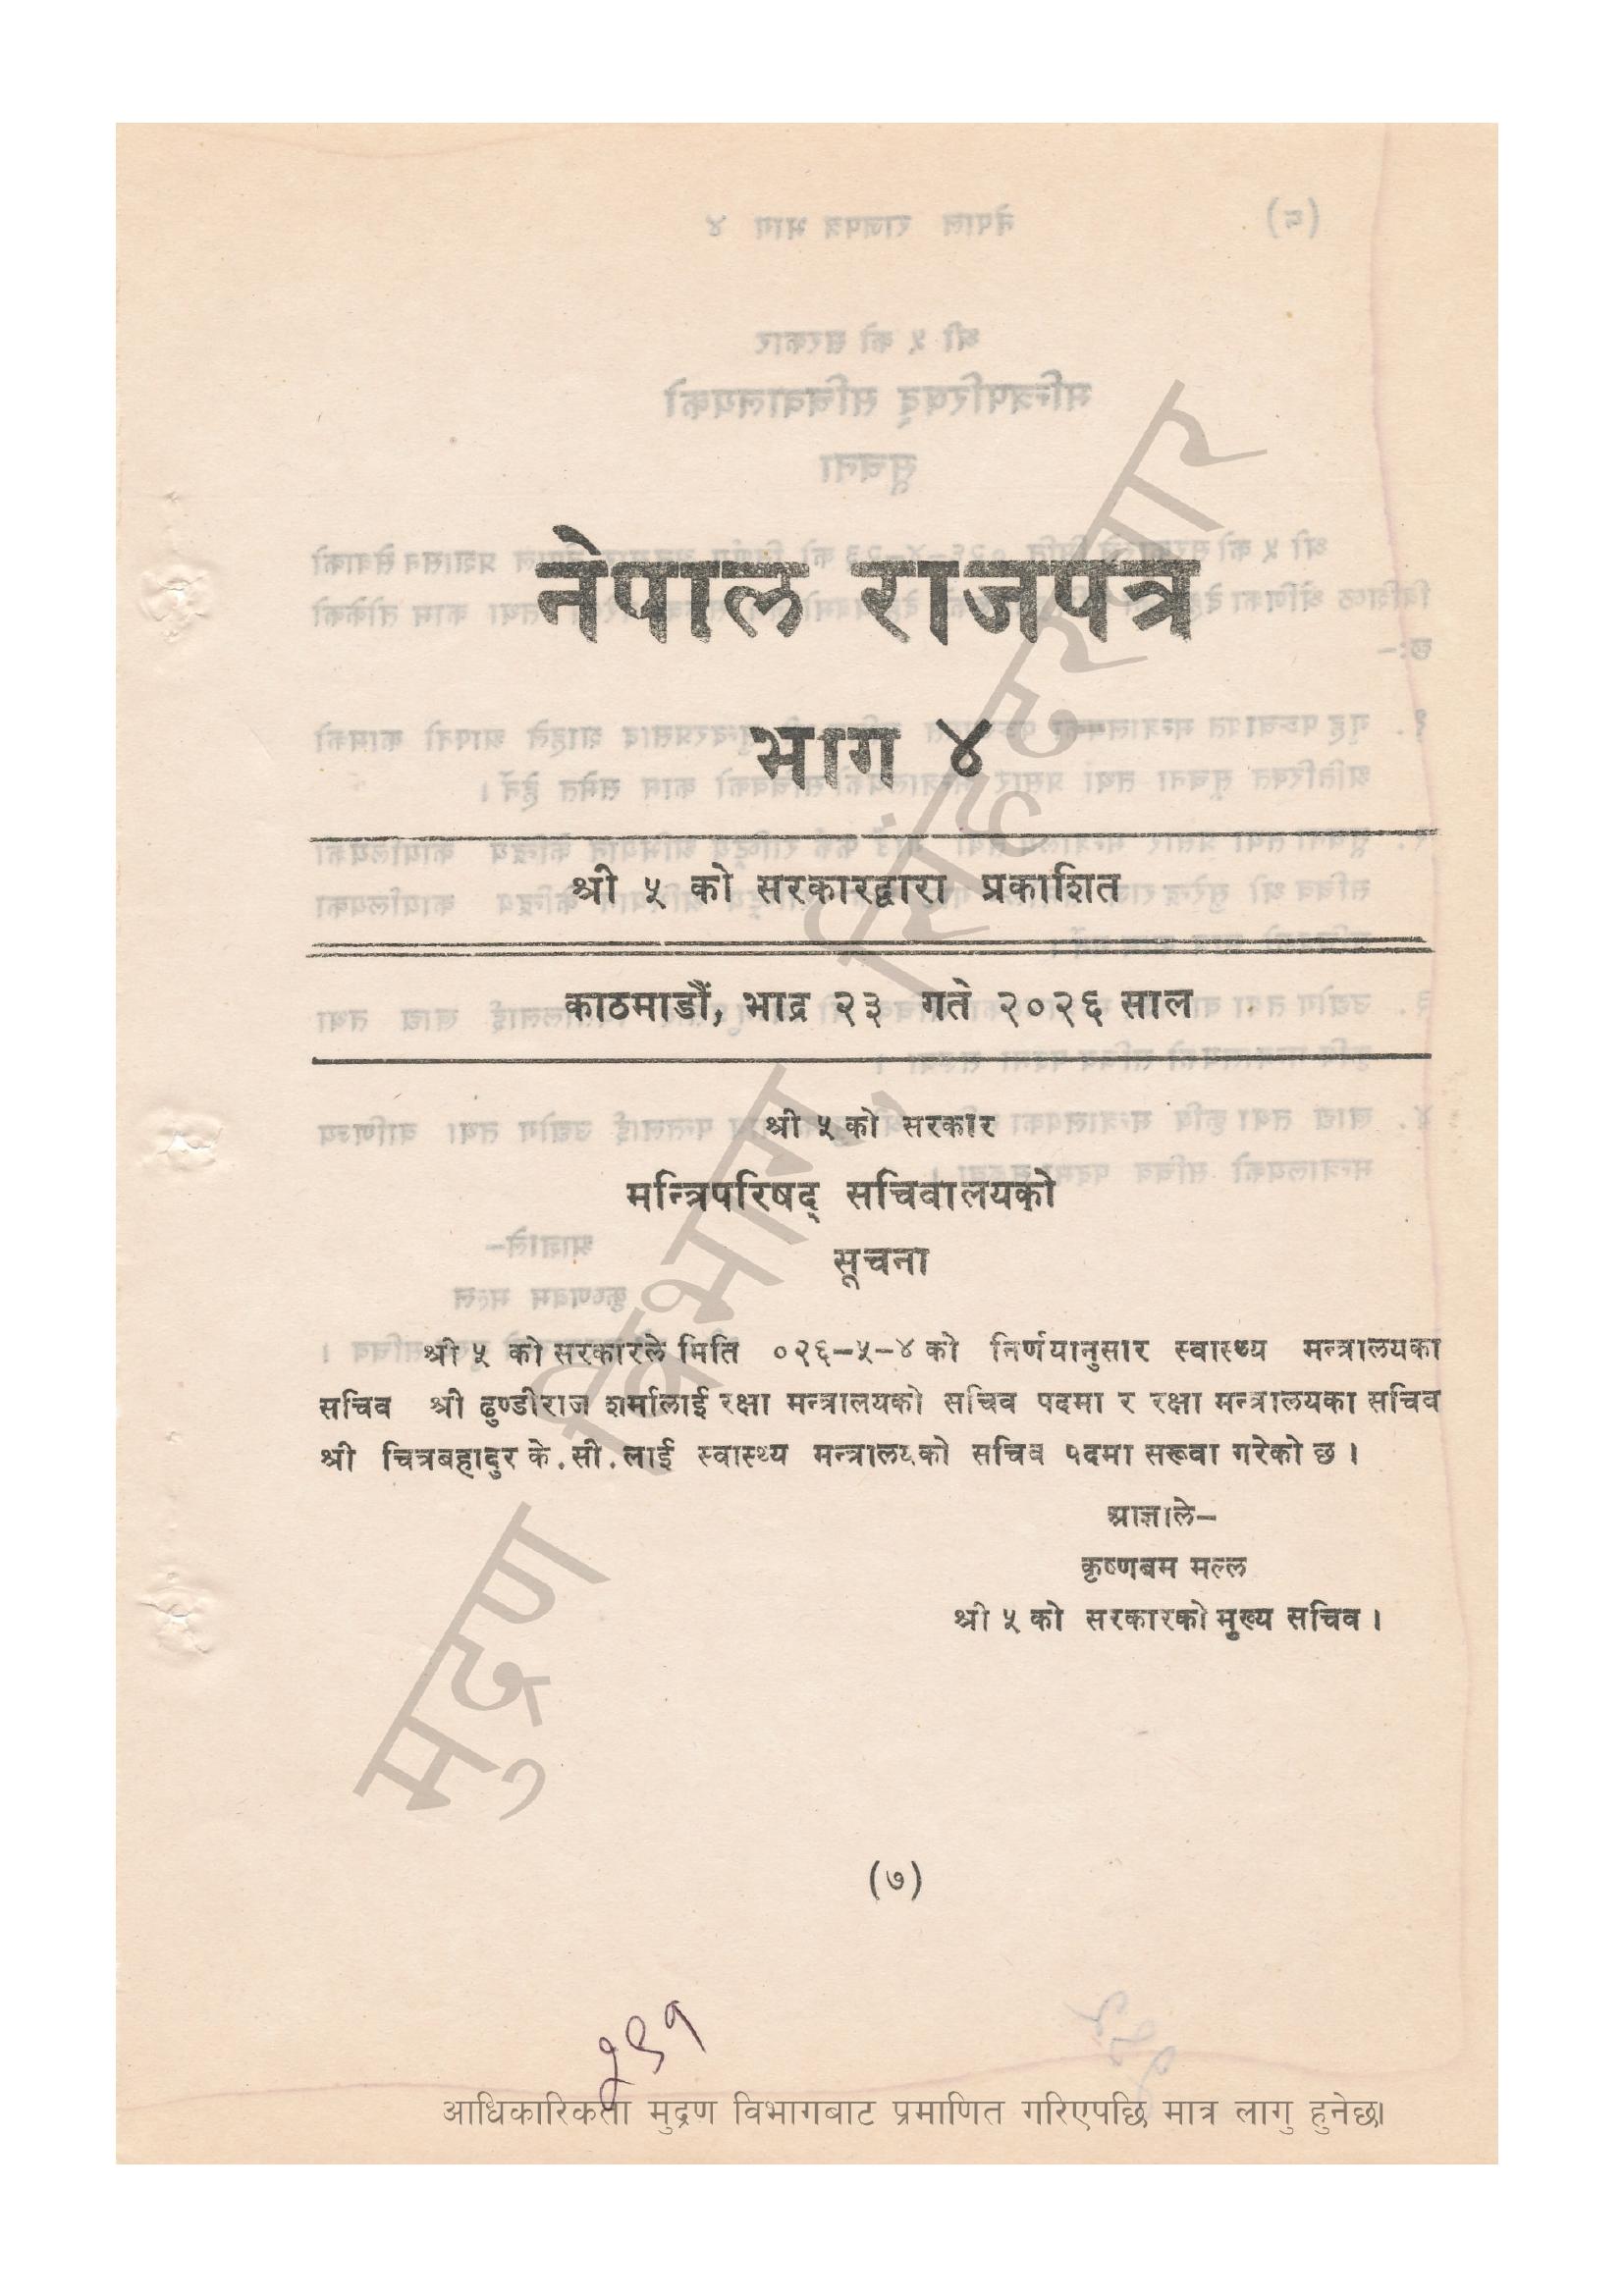 नेपाल राजपत्र
भाग ४
श्री ५ को सरकारद्वारा प्रकाशित
काठमाडौं, भाद्र २३ गते २०२६ साल
श्री ५ को सरकार
मन्त्रिपरिषद् सचिवालयको
सूचना
श्री ५ को सरकारले मिति ०२६-५-४ को निर्णयानुसार स्वास्थ्य मन्त्रालयका
सचिव श्री ढुण्डीराज शर्मालाई रक्षा मन्त्रालयको सचिव पदमा र रक्षा मन्त्रालयका सचिव
श्री चित्रबहादुर के.सी.लाई स्वास्थ्य मन्त्रालयको सचिव पदमा सरूवा गरेको छ ।
आज्ञाले-
कृष्णबम मल्ल
श्री ५ को सरकारको मुख्य सचिव ।
(७)
आधिकारिकता मुद्रण विभागबाट प्रमाणित गरिएपछि मात्र लागु हुनेछ।
मुद्रण विभाग, सिंहदरबार